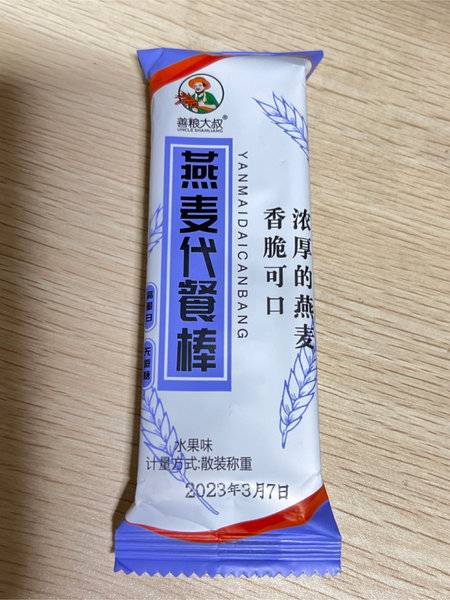 善粮大叔®
UNCLE SHANLIANG
燕麦代餐棒
YANMAIDAICANBANG
浓厚的燕麦
香脆可口
水果味
计量方式:散装称重
2023年3月7日